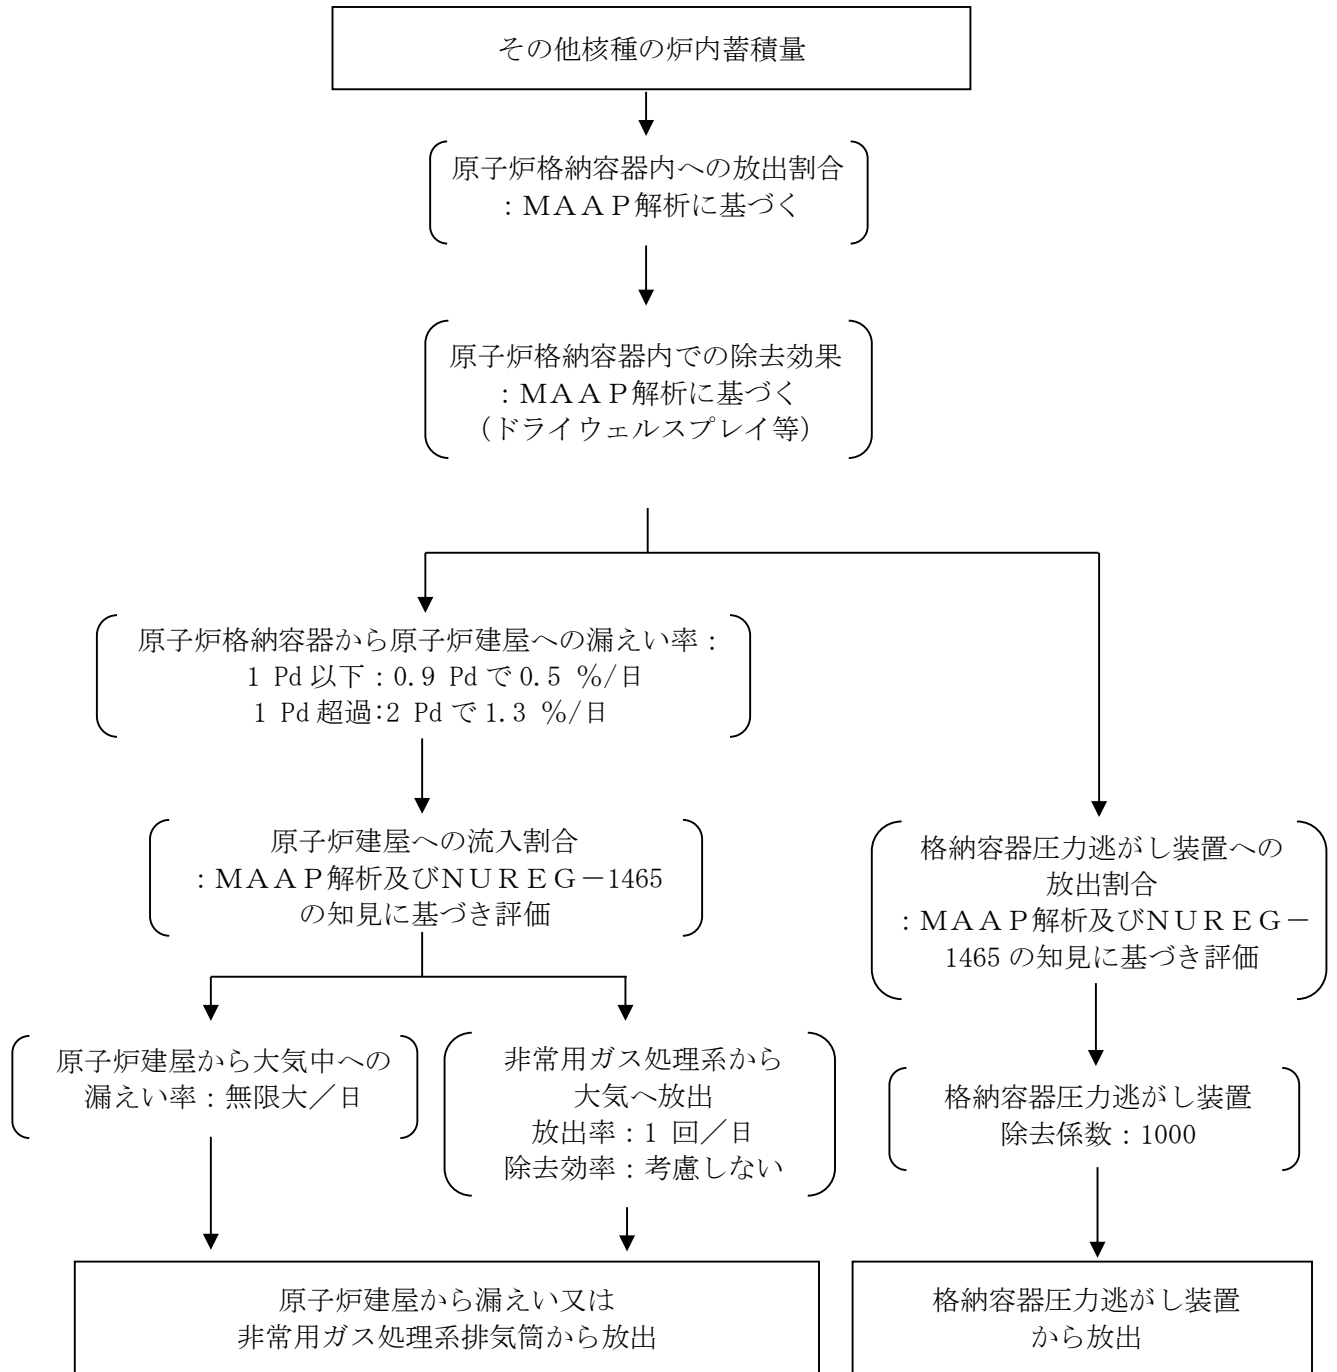 その他核種の炉内蓄積量
原子炉格納容器内への放出割合
：ＭＡＡＰ解析に基づく
原子炉格納容器内での除去効果
：ＭＡＡＰ解析に基づく
（ドライウェルスプレイ等）
原子炉格納容器から原子炉建屋への漏えい率：
1 Pd 以下：0.9 Pd で 0.5 %/日
1 Pd 超過:2 Pd で 1.3 %/日
原子炉建屋への流入割合
：ＭＡＡＰ解析及びＮＵＲＥＧ－1465
の知見に基づき評価
原子炉建屋から大気中への
漏えい率：無限大／日
非常用ガス処理系から
大気へ放出
放出率：1 回／日
除去効率：考慮しない
原子炉建屋から漏えい又は
非常用ガス処理系排気筒から放出
格納容器圧力逃がし装置への
放出割合
：ＭＡＡＰ解析及びＮＵＲＥＧ－
1465 の知見に基づき評価
格納容器圧力逃がし装置
除去係数：1000
格納容器圧力逃がし装置
から放出